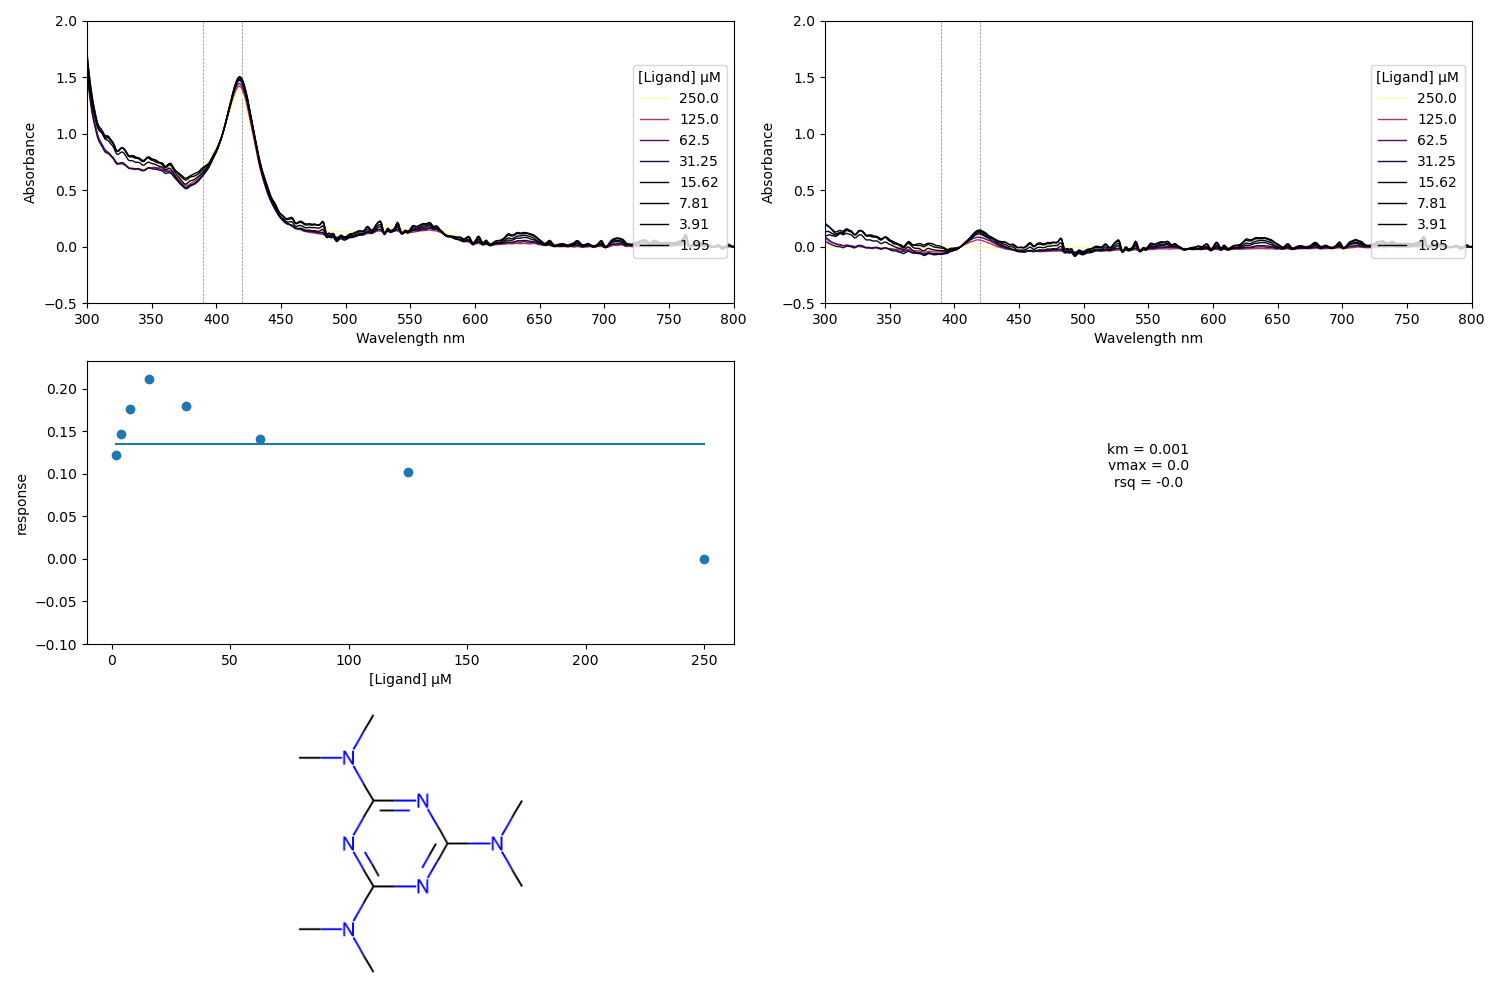 2.0
1.5
1.0
0.5
0.0
−0.5
Absorbance
300 350 400 450 500 550 600 650 700 750 800
Wavelength nm
[Ligand] μM
250.0
125.0
62.5
31.25
15.62
7.81
3.91
1.95
2.0
1.5
1.0
0.5
0.0
−0.5
Absorbance
300 350 400 450 500 550 600 650 700 750 800
Wavelength nm
[Ligand] μM
250.0
125.0
62.5
31.25
15.62
7.81
3.91
1.95
0.20
0.15
0.10
0.05
0.00
−0.05
−0.10
response
0 50 100 150 200 250
[Ligand] μM
km = 0.001
vmax = 0.0
rsq = -0.0
N
N
N
N
N
N